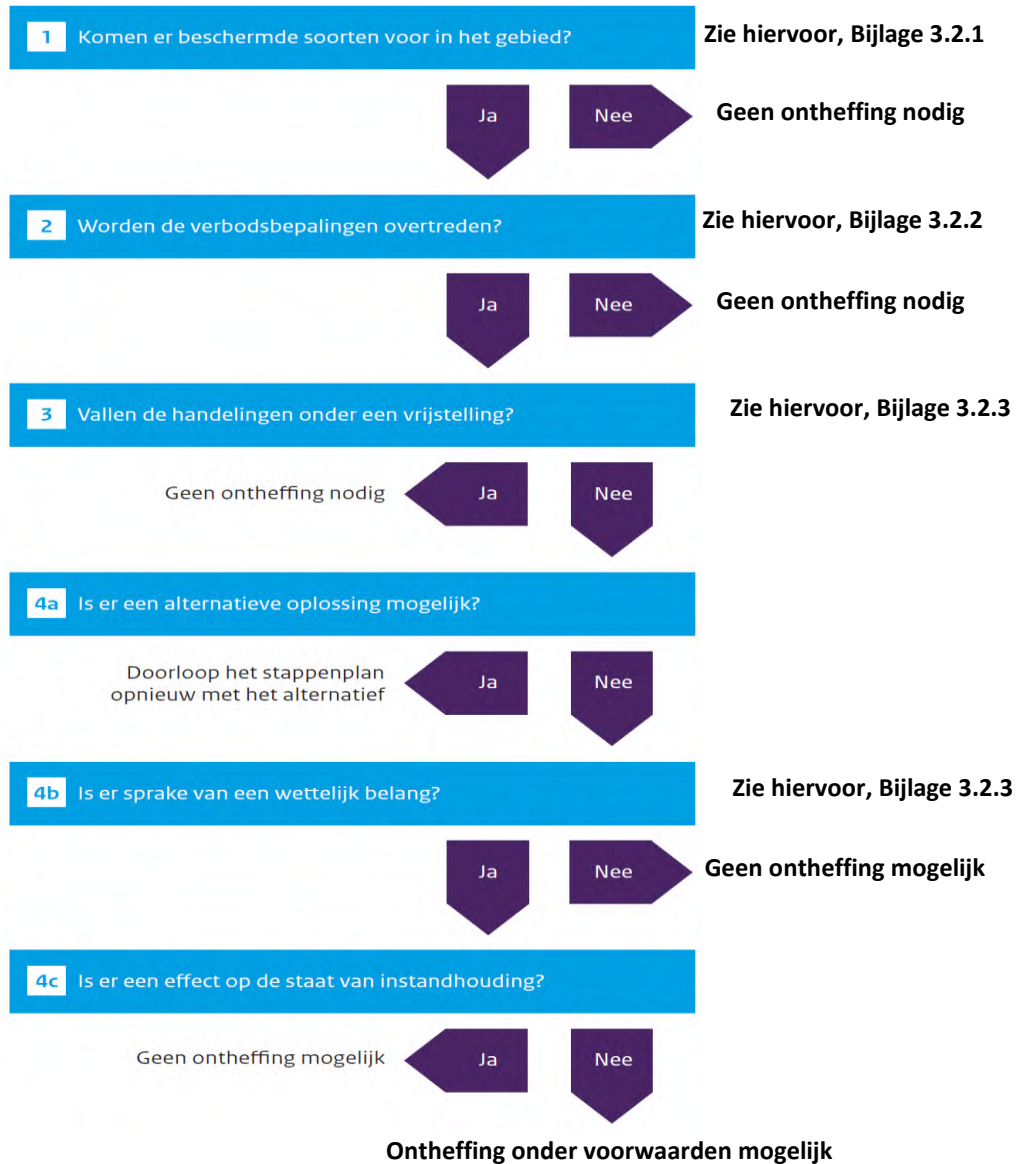 1 Komen er beschermde soorten voor in het gebied? Zie hiervoor, Bijlage 3.2.1
Ja Nee Geen ontheffing nodig
2 Worden de verbodsbepalingen overtreden? Zie hiervoor, Bijlage 3.2.2
Ja Nee Geen ontheffing nodig
3 Vallen de handelingen onder een vrijstelling? Zie hiervoor, Bijlage 3.2.3
Geen ontheffing nodig Ja Nee
4a Is er een alternatieve oplossing mogelijk?
Doorloop het stappenplan
opnieuw met het alternatief Ja Nee
4b Is er sprake van een wettelijk belang? Zie hiervoor, Bijlage 3.2.3
Ja Nee Geen ontheffing mogelijk
4c Is er een effect op de staat van instandhouding?
Geen ontheffing mogelijk Ja Nee
Ontheffing onder voorwaarden mogelijk